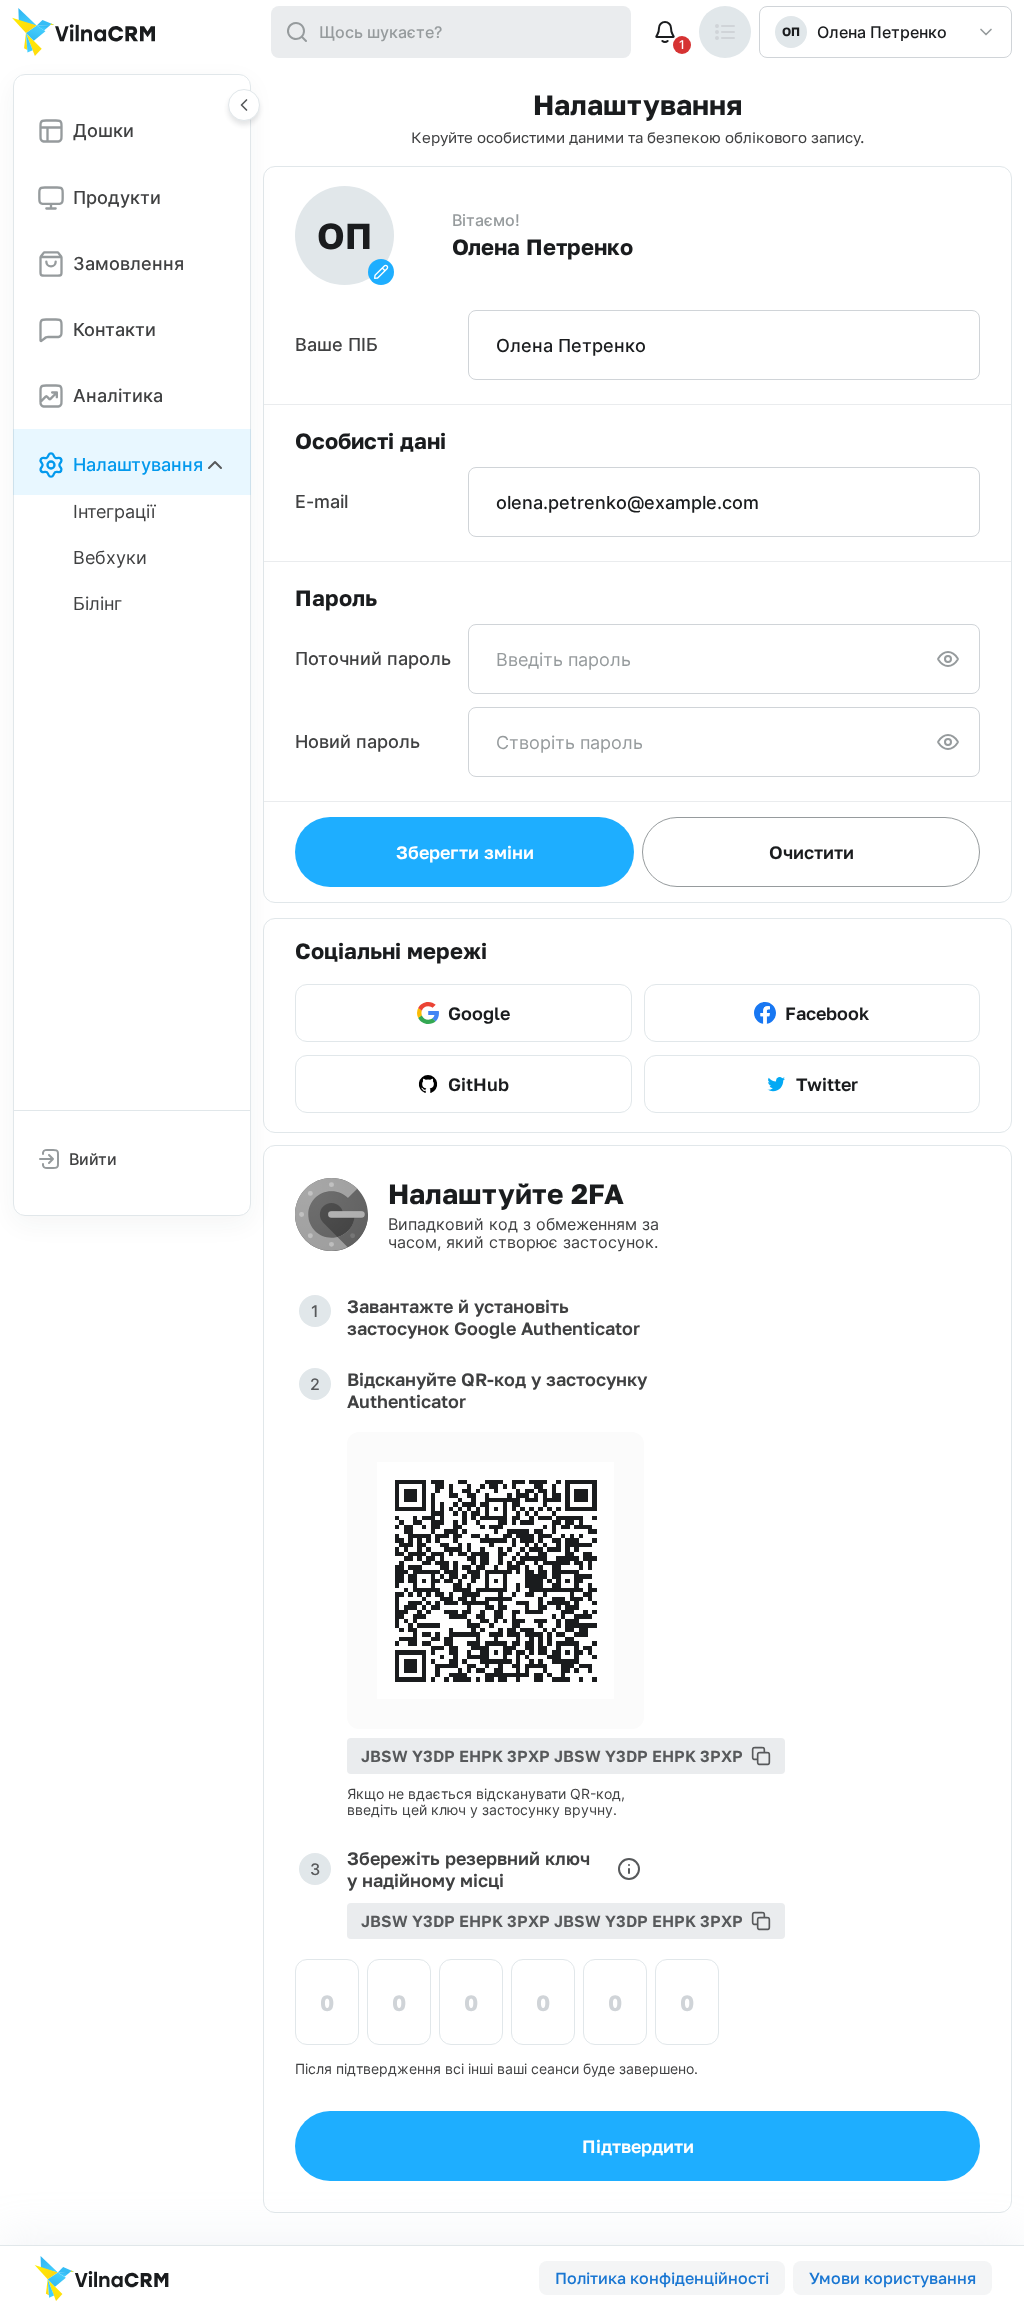 VilnaCRM
Щось шукаєте?
1
ОП
Олена Петренко
Дошки
Продукти
Замовлення
Контакти
Аналітика
Налаштування
Інтеграції
Вебхуки
Білінг
Вийти
Налаштування
Керуйте особистими даними та безпекою облікового запису.
ОП
Вітаємо!
Олена Петренко
Ваше ПІБ
Олена Петренко
Особисті дані
E-mail
olena.petrenko@example.com
Пароль
Поточний пароль
Введіть пароль
Новий пароль
Створіть пароль
Зберегти зміни
Очистити
Соціальні мережі
Google
Facebook
GitHub
Twitter
Налаштуйте 2FA
Випадковий код з обмеженням за
часом, який створює застосунок.
1
Завантажте й установіть
застосунок Google Authenticator
2
Відскануйте QR-код у застосунку
Authenticator
JBSW Y3DP EHPK 3PXP JBSW Y3DP EHPK 3PXP
Якщо не вдається відсканувати QR-код,
введіть цей ключ у застосунку вручну.
3
Збережіть резервний ключ
у надійному місці
JBSW Y3DP EHPK 3PXP JBSW Y3DP EHPK 3PXP
0 0 0 0 0 0
Після підтвердження всі інші ваші сеанси буде завершено.
Підтвердити
VilnaCRM
Політика конфіденційності
Умови користування